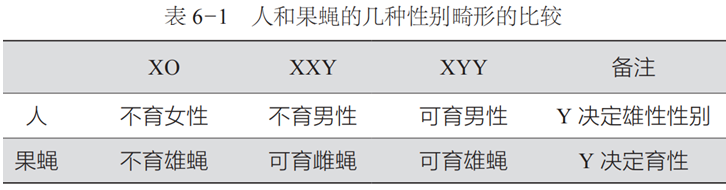 表 6-1 人和果蝇的几种性别畸形的比较
XO XXY XYY 备注
人 不育女性 不育男性 可育男性 Y 决定雄性性别
果蝇 不育雄蝇 可育雌蝇 可育雄蝇 Y 决定育性